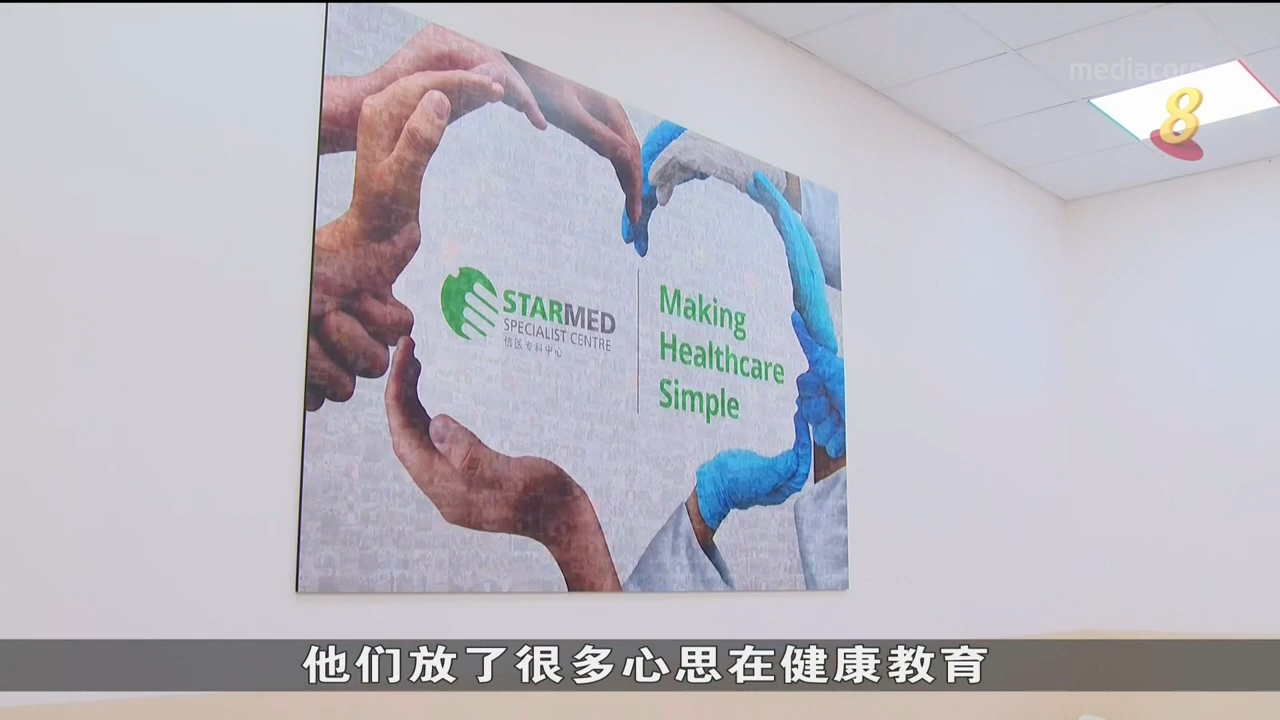 mediacorp
8
STARMED
SPECIALIST CENTRE
信医专科中心
Making
Healthcare
Simple
他们放了很多心思在健康教育